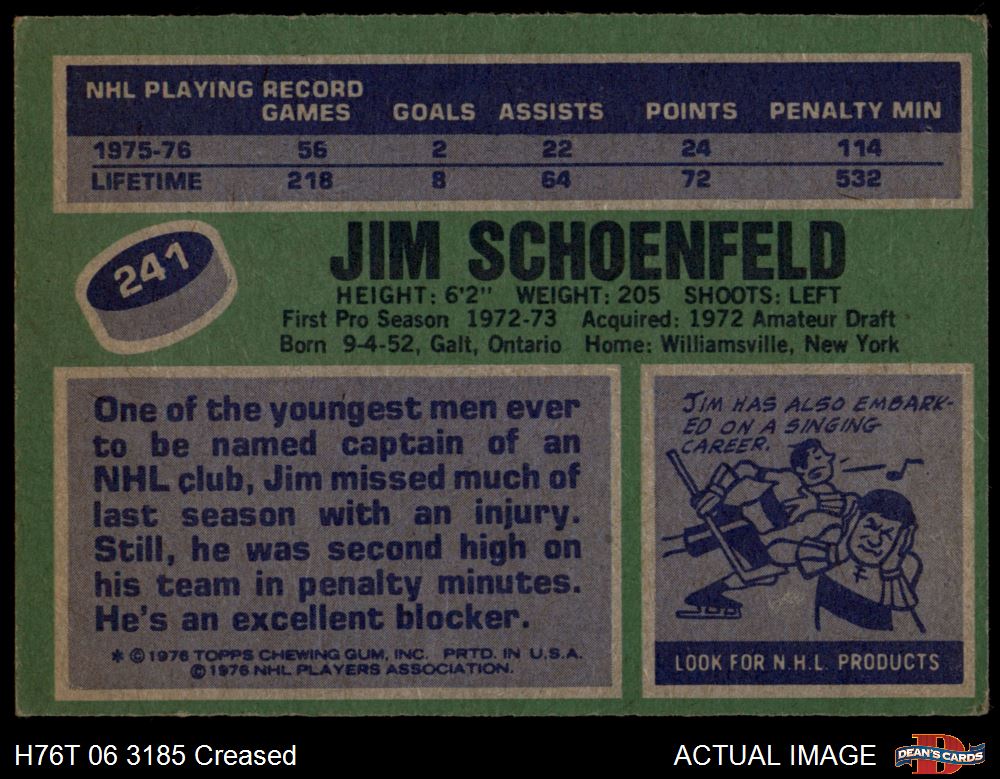 NHL PLAYING RECORD
GAMES GOALS ASSISTS POINTS PENALTY MIN
1975-76 56 2 22 24 114
LIFETIME 218 8 64 72 532
241
JIM SCHOENFELD
HEIGHT: 6'2" WEIGHT: 205 SHOOTS: LEFT
First Pro Season 1972-73 Acquired: 1972 Amateur Draft
Born 9-4-52, Galt, Ontario Home: Williamsville, New York
One of the youngest men ever
to be named captain of an
NHL club, Jim missed much of
last season with an injury.
Still, he was second high on
his team in penalty minutes.
He's an excellent blocker.
* © 1976 TOPPS CHEWING GUM, INC. PRTD. IN U.S.A.
© 1976 NHL PLAYERS ASSOCIATION.
JIM HAS ALSO EMBARK-
ED ON A SINGING
CAREER.
LOOK FOR N.H.L. PRODUCTS
H76T 06 3185 Creased
ACTUAL IMAGE
DEAN'S CARDS